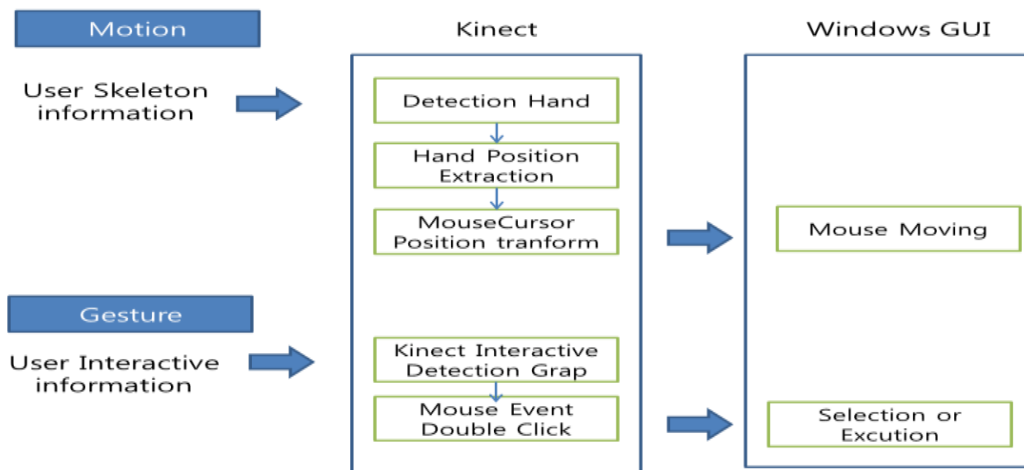 Motion
Kinect
Windows GUI
User Skeleton
information
Detection Hand
Hand Position
Extraction
MouseCursor
Position tranform
Mouse Moving
Gesture
User Interactive
information
Kinect Interactive
Detection Grap
Mouse Event
Double Click
Selection or
Excution